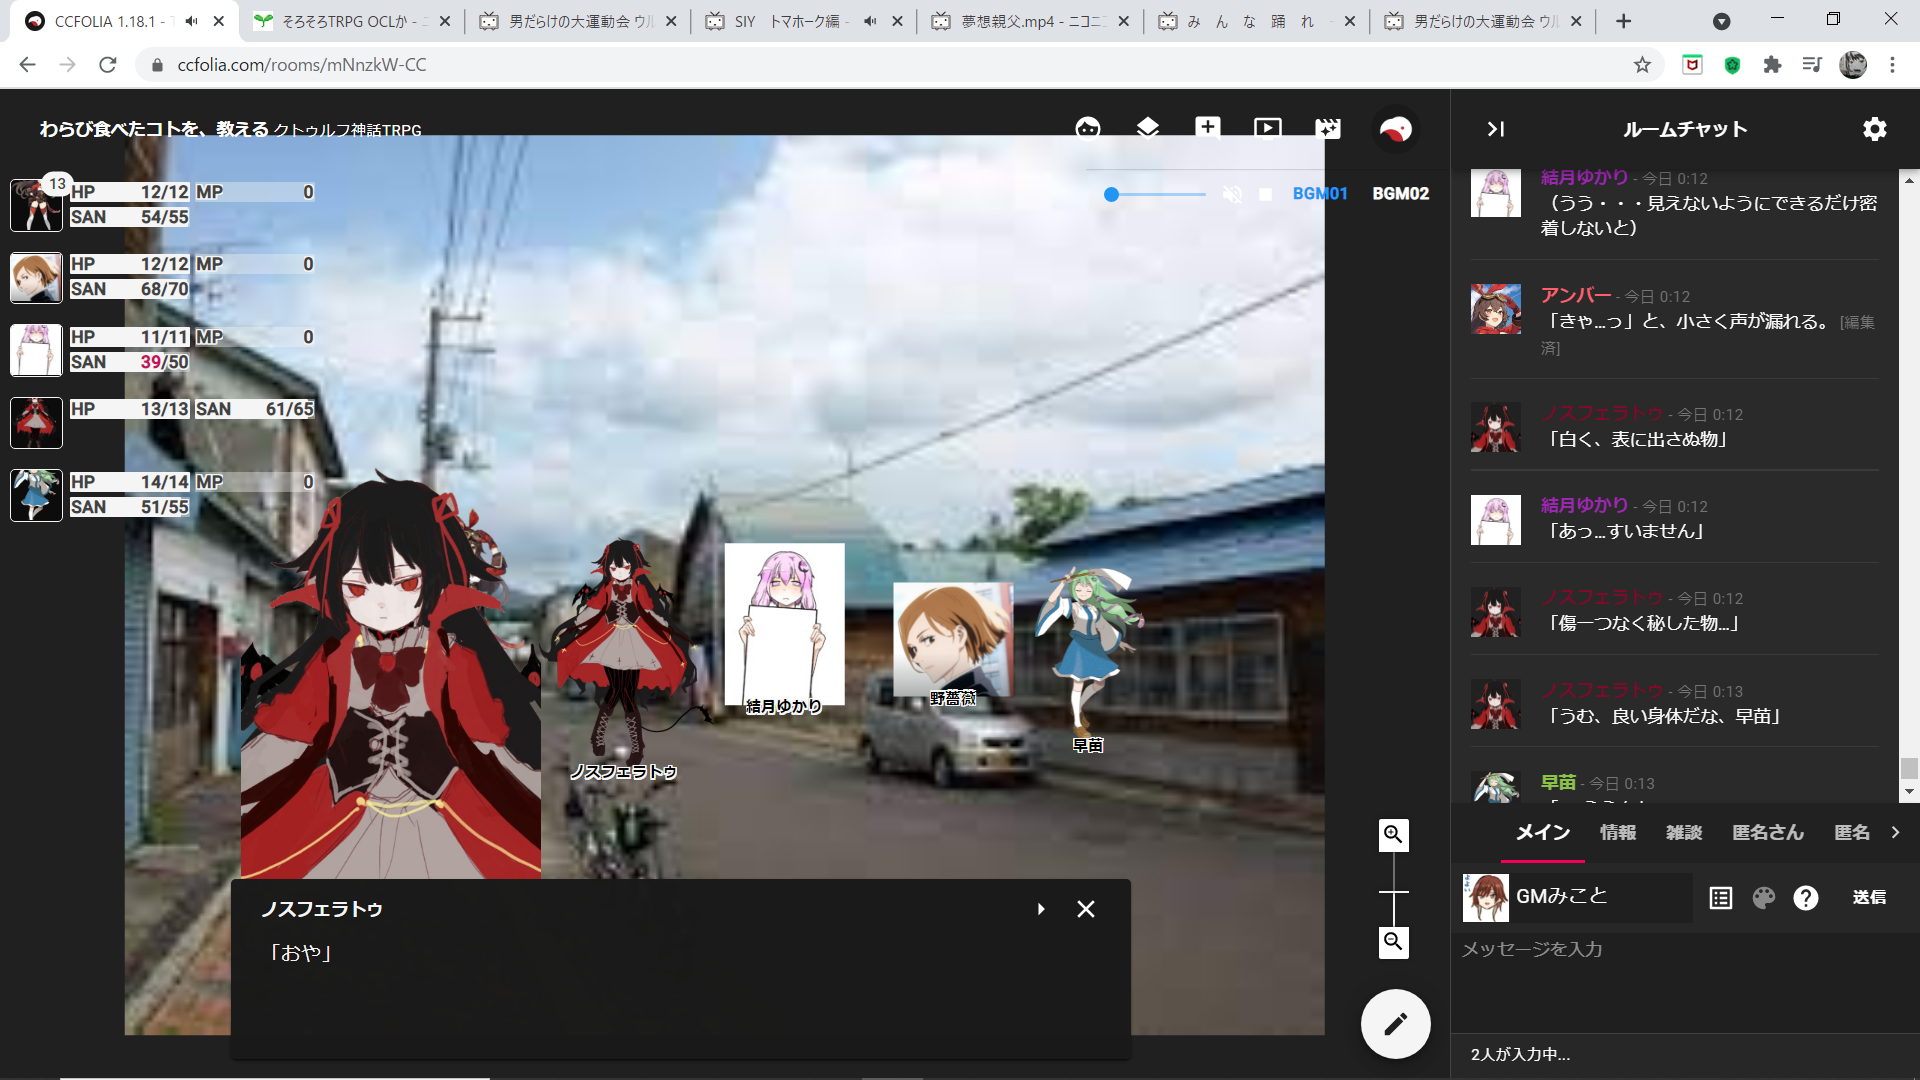 CCFOLIA 1.18.1 -
そろそろTRPG OCLか -
男だらけの大運動会 ウル
SIY トマホーク編 -
夢想親父.mp4 - ニコニコ
み ん な 踊 れ
男だらけの大運動会 ウル
ccfolia.com/rooms/mNnzkW-CC
わらび食べたコトを、教える クトゥルフ神話TRPG
13
HP 12/12 MP 0
SAN 54/55
HP 12/12 MP 0
SAN 68/70
HP 11/11 MP 0
SAN 39/50
HP 13/13 SAN 61/65
HP 14/14 MP 0
SAN 51/55
BGM01 BGM02
ノスフェラトゥ
結月ゆかり
野薔薇
早苗
ノスフェラトゥ
「おや」
ルームチャット
結月ゆかり - 今日 0:12
（うう・・・見えないようにできるだけ密
着しないと）
アンバー - 今日 0:12
「きゃ…っ」と、小さく声が漏れる。 [編集
済]
ノスフェラトゥ - 今日 0:12
「白く、表に出さぬ物」
結月ゆかり - 今日 0:12
「あっ…すいません」
ノスフェラトゥ - 今日 0:12
「傷一つなく秘した物…」
ノスフェラトゥ - 今日 0:13
「うむ、良い身体だな、早苗」
早苗 - 今日 0:13
メイン 情報 雑談 匿名さん 匿名
GMみこと
送信
メッセージを入力
2人が入力中...